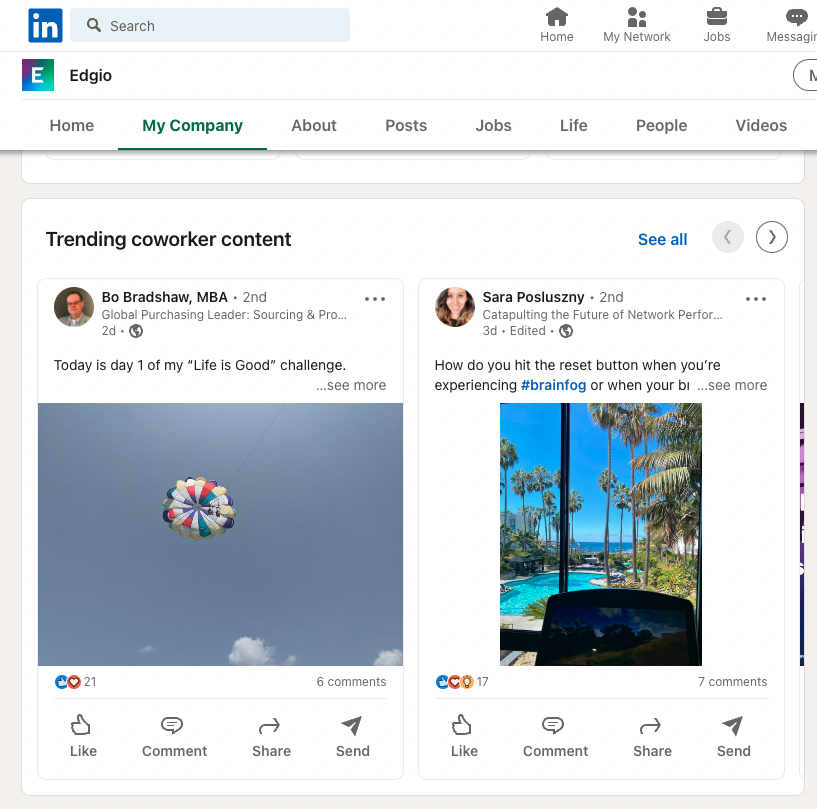 in
Search
Home
My Network
Jobs
Messagin
E
Edgio
M
Home
My Company
About
Posts
Jobs
Life
People
Videos
Trending coworker content
See all
Bo Bradshaw, MBA • 2nd
Global Purchasing Leader: Sourcing & Pro...
2d •
Today is day 1 of my “Life is Good” challenge.
...see more
21
6 comments
Like
Comment
Share
Send
Sara Posluszny • 2nd
Catapulting the Future of Network Perfor...
3d • Edited •
How do you hit the reset button when you’re
experiencing #brainfog or when your br ...see more
17
7 comments
Like
Comment
Share
Send